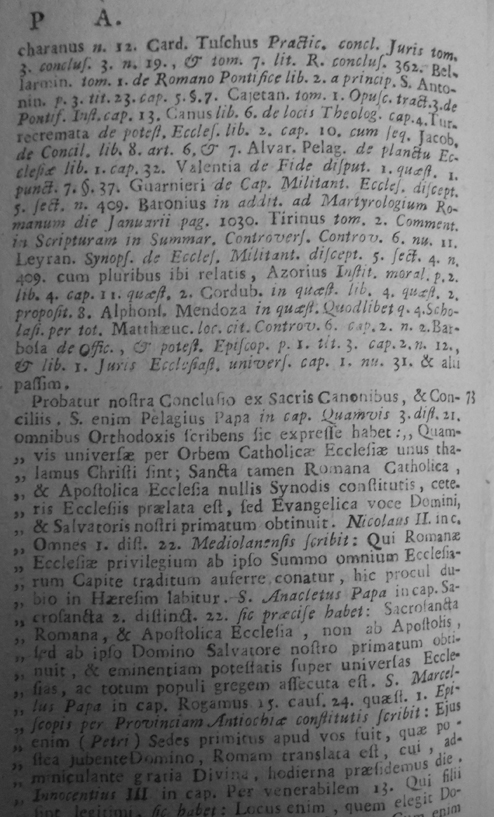 P A.
charanus n. 12. Card. Tuſchus Practic. concl. Juris tom.
3. concluſ. 3. n. 19., & tom. 7. lit. R. concluſ. 362. Bel-
larmin. tom. 1. de Romano Pontifice lib. 2. a princip. S. Anto-
nin. p. 3. tit. 23. cap. 5. §. 7. Cajetan. tom. 1. Opuſc. tract. 3. de
Pontif. Inſt. cap. 13. Canus lib. 6. de locis Theolog. cap. 4. Tur-
recremata de poteſt. Eccleſ. lib. 2. cap. 10. cum ſeq. Jacob.
de Concil. lib. 8. art. 6. & 7. Alvar. Pelag. de planctu Ec-
cleſiæ lib. 1. cap. 32. Valentia de Fide diſput. 1. quæſt. 1.
punct. 7. §. 37. Guarnieri de Cap. Militant. Eccleſ. diſcept.
5. ſect. n. 409. Baronius in addit. ad Martyrologium Ro-
manum die Januarii pag. 1030. Tirinus tom. 2. Comment.
in Scripturam in Summar. Controverſ. Controv. 6. nu. 11.
Leyran. Synopſ. de Eccleſ. Militant. diſcept. 5. ſect. 4. n.
409. cum pluribus ibi relatis, Azorius Inſtit. moral. p. 2.
lib. 4. cap. 11. quæſt. 2. Cordub. in quæſt. lib. 4. quæſt. 2.
propoſit. 8. Alphonſ. Mendoza in quæſt. Quodlibet q. 4. Scho-
laſt. per tot. Matthæuc. loc. cit. Controv. 6. cap. 2. n. 2. Bar-
boſa de Offic., & poteſt. Epiſcop. p. 1. tit. 3. cap. 2. n. 12.,
& lib. 1. Juris Eccleſiaſt. univerſ. cap. 1. nu. 31. & alii
paſſim.
Probatur noſtra Concluſio ex Sacris Canonibus, & Con- 73
ciliis. S. enim Pelagius Papa in cap. Quamvis 3. diſt. 21.
omnibus Orthodoxis ſcribens ſic expreſſe habet: ,, Quam-
,, vis univerſæ per Orbem Catholicæ Eccleſiæ unus tha-
,, lamus Chriſti ſint; Sancta tamen Romana Catholica,
,, & Apoſtolica Eccleſia nullis Synodis conſtitutis, cete-
,, ris Eccleſiis prælata eſt, ſed Evangelica voce Domini,
,, & Salvatoris noſtri primatum obtinuit. Nicolaus II. in c.
,, Omnes 1. diſt. 22. Mediolanenſis ſcribit: Qui Romanæ
,, Eccleſiæ privilegium ab ipſo Summo omnium Eccleſia-
,, rum Capite traditum auferre conatur, hic procul du-
,, bio in Hæreſim labitur. S. Anacletus Papa in cap. Sa-
,, croſancta 2. diſtinct. 22. ſic præciſe habet: Sacroſancta
,, Romana, & Apoſtolica Eccleſia, non ab Apoſtolis,
,, ſed ab ipſo Domino Salvatore noſtro primatum obti-
,, nuit, & eminentiam poteſtatis ſuper univerſas Eccle-
,, ſias, ac totum populi gregem aſſecuta eſt. S. Marcel-
,, lus Papa in cap. Rogamus 15. cauſ. 24. quæſt. 1. Epi-
,, ſcopis per Provinciam Antiochiæ conſtitutis ſcribit: Ejus
,, enim (Petri) Sedes primitus apud vos fuit, quæ po-
,, ſtea jubente Domino, Romam translata eſt, cui, ad-
,, miniculante gratia Divina, hodierna præſidemus die.
,, Innocentius III. in cap. Per venerabilem 13. Qui filii
ſint legitimi, ſic habet: Locus enim, quem elegit Do-